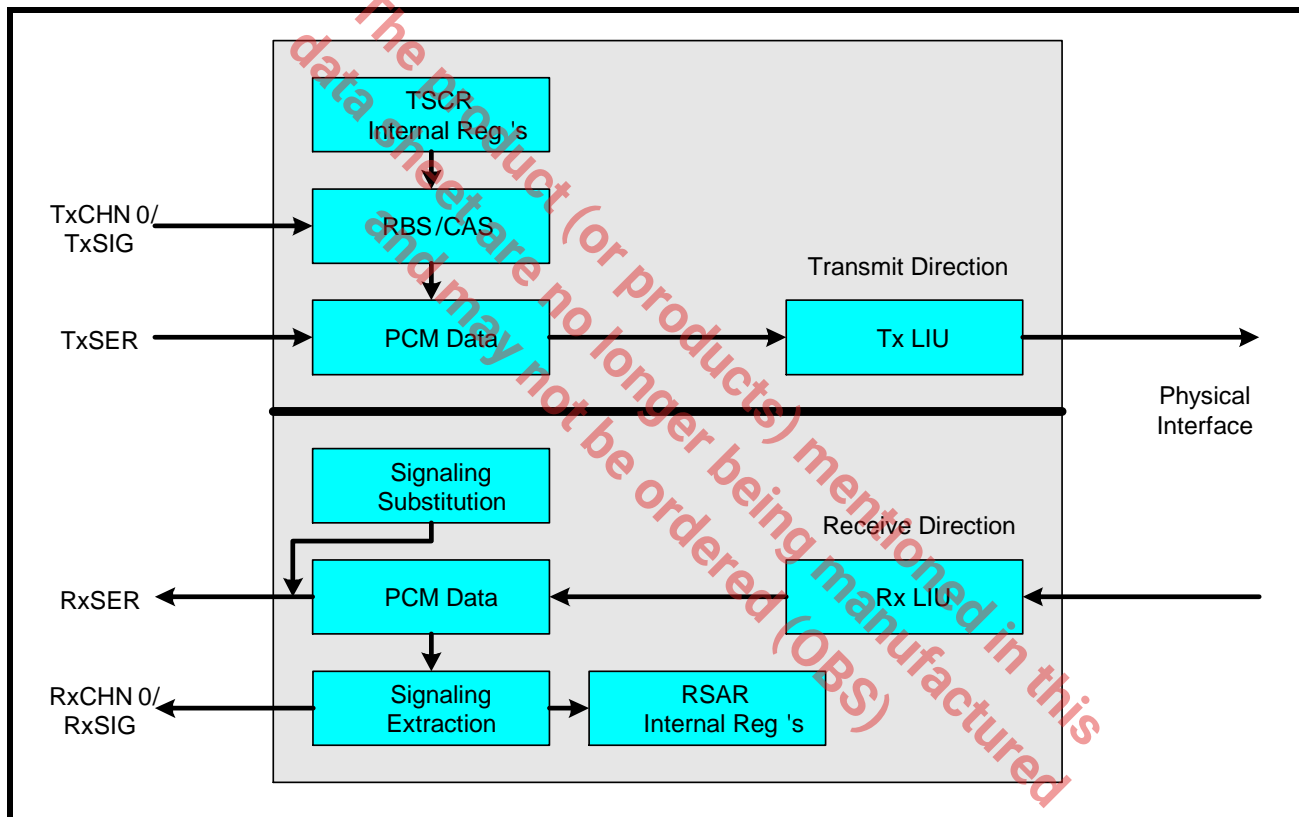 TSCR
Internal Reg 's
TxCHN 0/
TxSIG
RBS /CAS
Transmit Direction
TxSER
PCM Data
Tx LIU
Physical
Interface
Signaling
Substitution
Receive Direction
RxSER
PCM Data
Rx LIU
RxCHN 0/
RxSIG
Signaling
Extraction
RSAR
Internal Reg 's
The product (or products) mentioned in this
data sheet are no longer being manufactured
and may not be ordered (OBS)